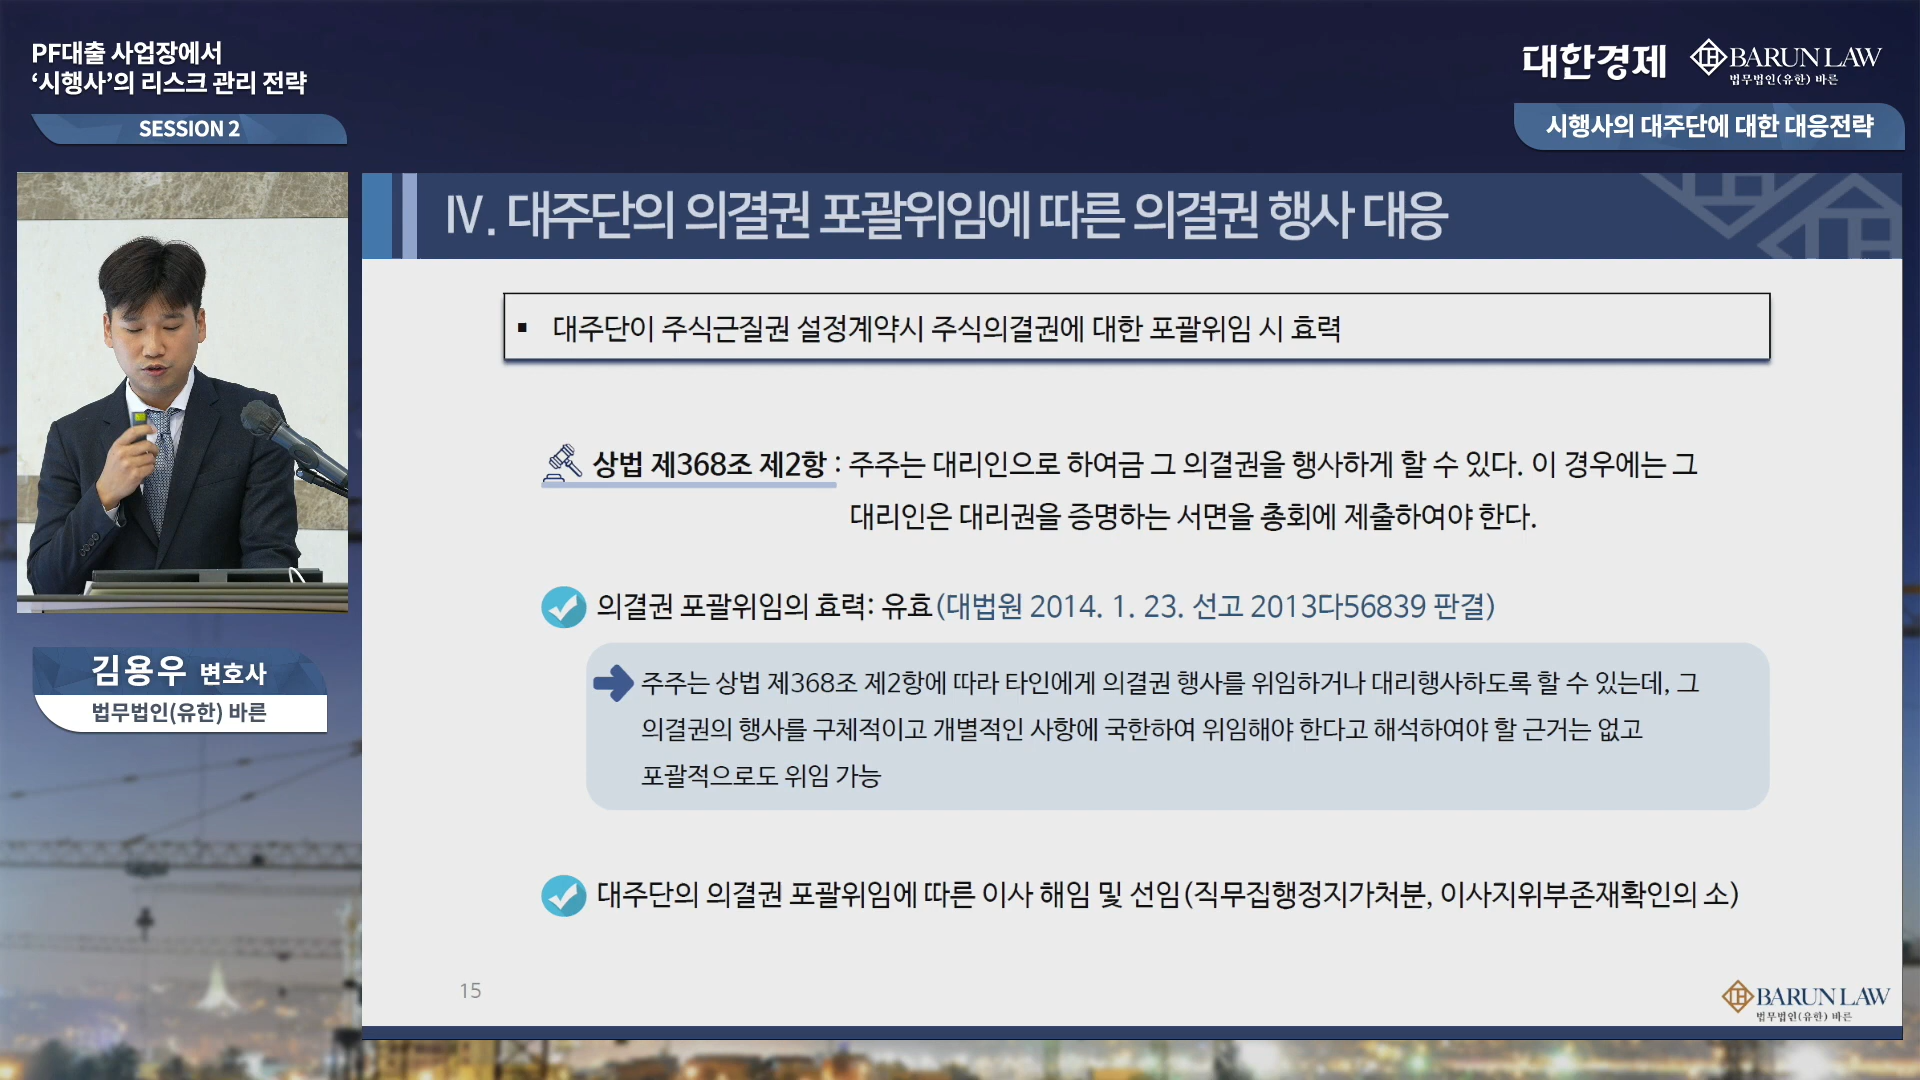 PF대출 사업장에서
‘시행사’의 리스크 관리 전략
SESSION 2
대한경제
BARUN LAW
법무법인(유한) 바른
시행사의 대주단에 대한 대응전략
Ⅳ. 대주단의 의결권 포괄위임에 따른 의결권 행사 대응
▪ 대주단이 주식근질권 설정계약시 주식의결권에 대한 포괄위임 시 효력
상법 제368조 제2항 : 주주는 대리인으로 하여금 그 의결권을 행사하게 할 수 있다. 이 경우에는 그
대리인은 대리권을 증명하는 서면을 총회에 제출하여야 한다.
의결권 포괄위임의 효력: 유효(대법원 2014. 1. 23. 선고 2013다56839 판결)
주주는 상법 제368조 제2항에 따라 타인에게 의결권 행사를 위임하거나 대리행사하도록 할 수 있는데, 그
의결권의 행사를 구체적이고 개별적인 사항에 국한하여 위임해야 한다고 해석하여야 할 근거는 없고
포괄적으로도 위임 가능
대주단의 의결권 포괄위임에 따른 이사 해임 및 선임(직무집행정지가처분, 이사지위부존재확인의 소)
김용우 변호사
법무법인(유한) 바른
15
BARUN LAW
법무법인(유한) 바른